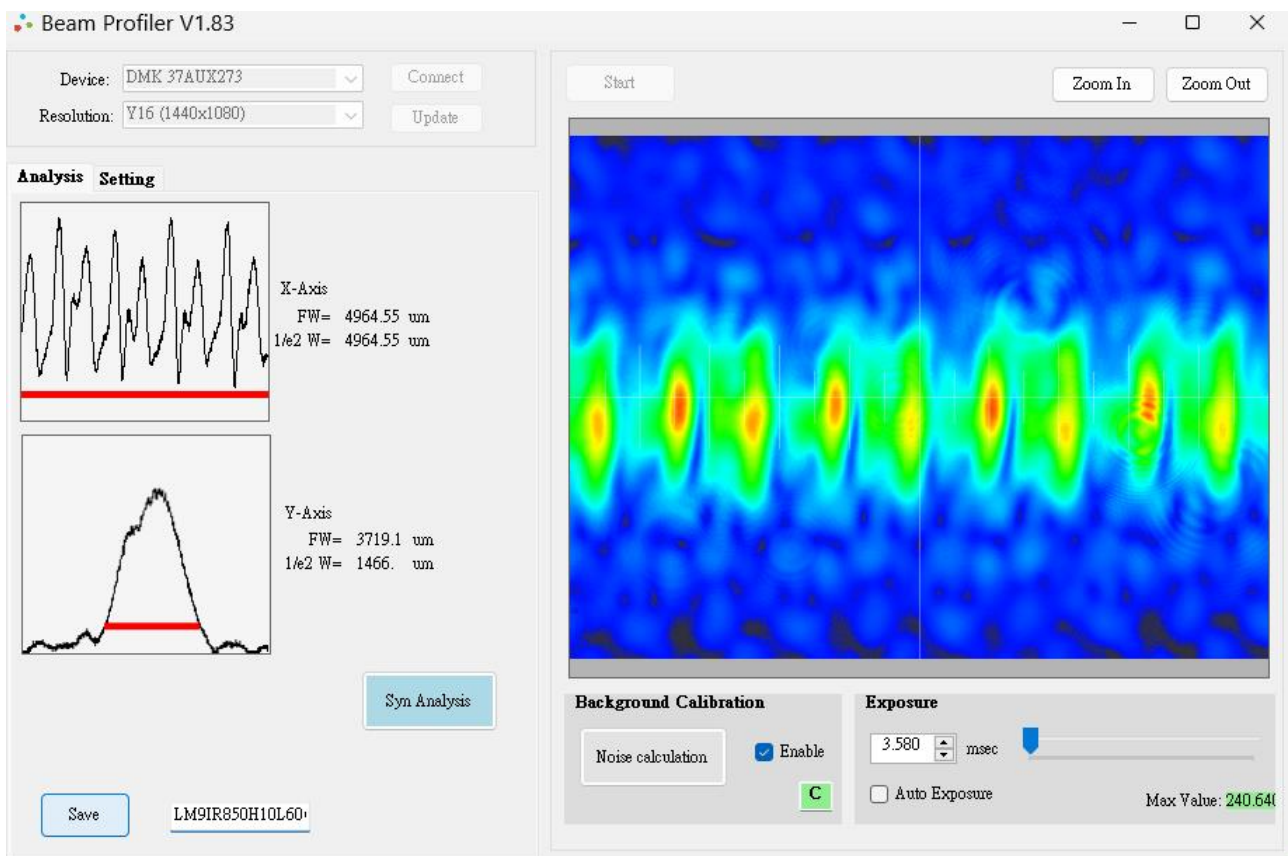 Beam Profiler V1.83
Device: DMK 37AUX273 Connect
Resolution: Y16 (1440x1080) Update
Analysis Setting
X-Axis
FW= 4964.55 um
1/e2 W= 4964.55 um
Y-Axis
FW= 3719.1 um
1/e2 W= 1466. um
Syn Analysis
Save LM9IR850H10L60
Start Zoom In Zoom Out
Background Calibration
Noise calculation Enable
C
Exposure
3.580 msec
Auto Exposure Max Value: 240.640